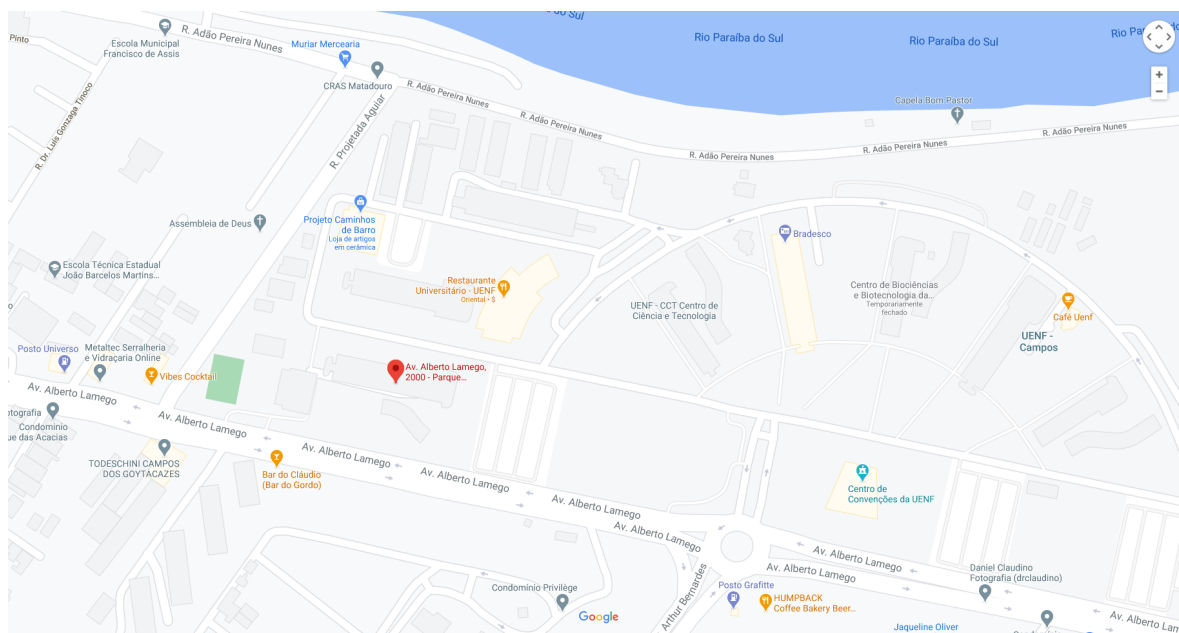 do Sul
Rio Paraíba do Sul
Rio Paraíba do Sul
Pinto
Escola Municipal
Francisco de Assis
R. Adão Pereira Nunes
Muriar Mercearia
CRAS Matadouro
R. Adão Pereira Nunes
R. Adão Pereira Nunes
R. Adão Pereira Nunes
R. Adão Pereira Nunes
R. Adão Pereira Nunes
Capela Bom Pastor
R. Dr. Luis Gonzaga Tinoco
R. Projetada Aguiar
Assembleia de Deus
Projeto Caminhos
de Barro
Loja de artigos
em cerâmica
Bradesco
Escola Técnica Estadual
João Barcelos Martins...
Restaurante
Universitário - UENF
Oriental • $
UENF - CCT Centro de
Ciência e Tecnologia
Centro de Biociências
e Biotecnologia da...
Temporariamente
fechado
Café Uenf
UENF -
Campos
Posto Universo
Metaltec Serralheria
e Vidraçaria Online
Vibes Cocktail
Av. Alberto Lamego,
2000 - Parque...
Av. Alberto Lamego
Av. Alberto Lamego
Av. Alberto Lamego
Av. Alberto Lamego
Av. Alberto Lamego
Av. Alberto Lamego
Av. Alberto Lamego
Av. Alberto Lamego
Av. Alberto Lamego
otografia
Condominio
ue das Acacias
TODESCHINI CAMPOS
DOS GOYTACAZES
Bar do Cláudio
(Bar do Gordo)
Centro de
Convenções da UENF
Condomínio Privilège
Google
Arthur Bernardes
Posto Grafitte
HUMPBACK
Coffee Bakery Beer...
Daniel Claudino
Fotografia (drclaudino)
Jaqueline Oliver